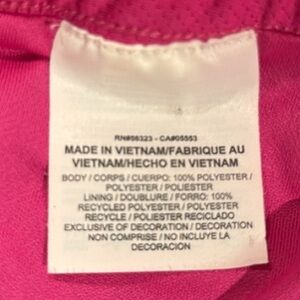 RN#56323 - CA#05553
MADE IN VIETNAM/FABRIQUE AU
VIETNAM/HECHO EN VIETNAM
BODY / CORPS / CUERPO: 100% POLYESTER /
POLYESTER / POLIESTER
LINING / DOUBLURE / FORRO: 100%
RECYCLED POLYESTER / POLYESTER
RECYCLE / POLIESTER RECICLADO
EXCLUSIVE OF DECORATION / DECORATION
NON COMPRISE / NO INCLUYE LA
DECORACION